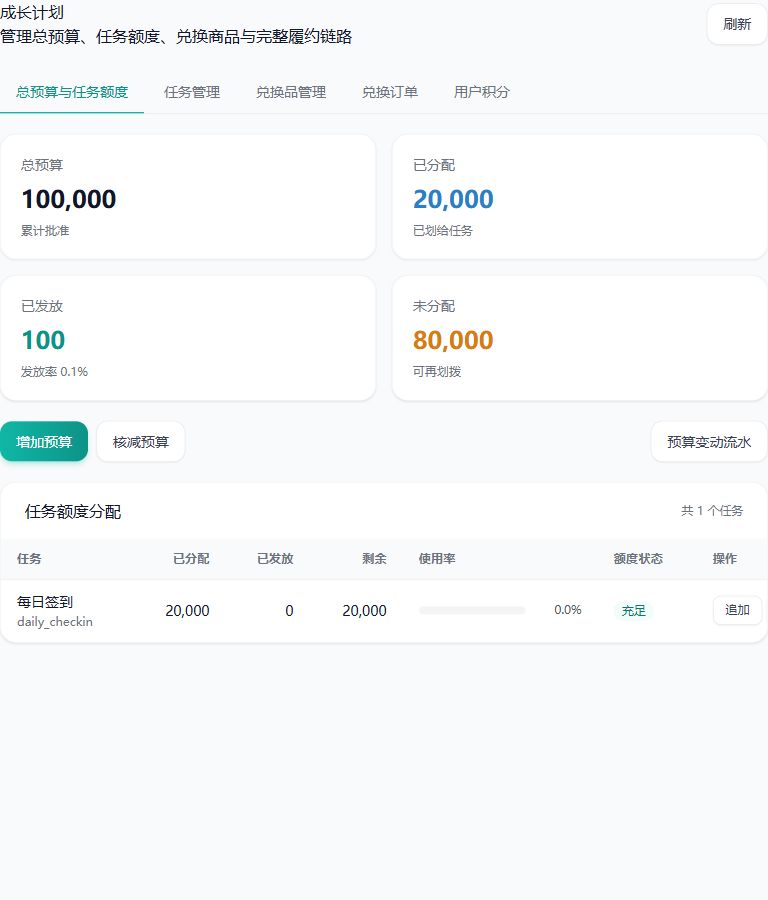 成长计划
管理总预算、任务额度、兑换商品与完整履约链路
刷新
总预算与任务额度 任务管理 兑换品管理 兑换订单 用户积分
总预算
100,000
累计批准
已分配
20,000
已划给任务
已发放
100
发放率 0.1%
未分配
80,000
可再划拨
增加预算 核减预算 预算变动流水
任务额度分配 共 1 个任务
任务 已分配 已发放 剩余 使用率 额度状态 操作
每日签到 20,000 0 20,000 0.0% 充足 追加
daily_checkin